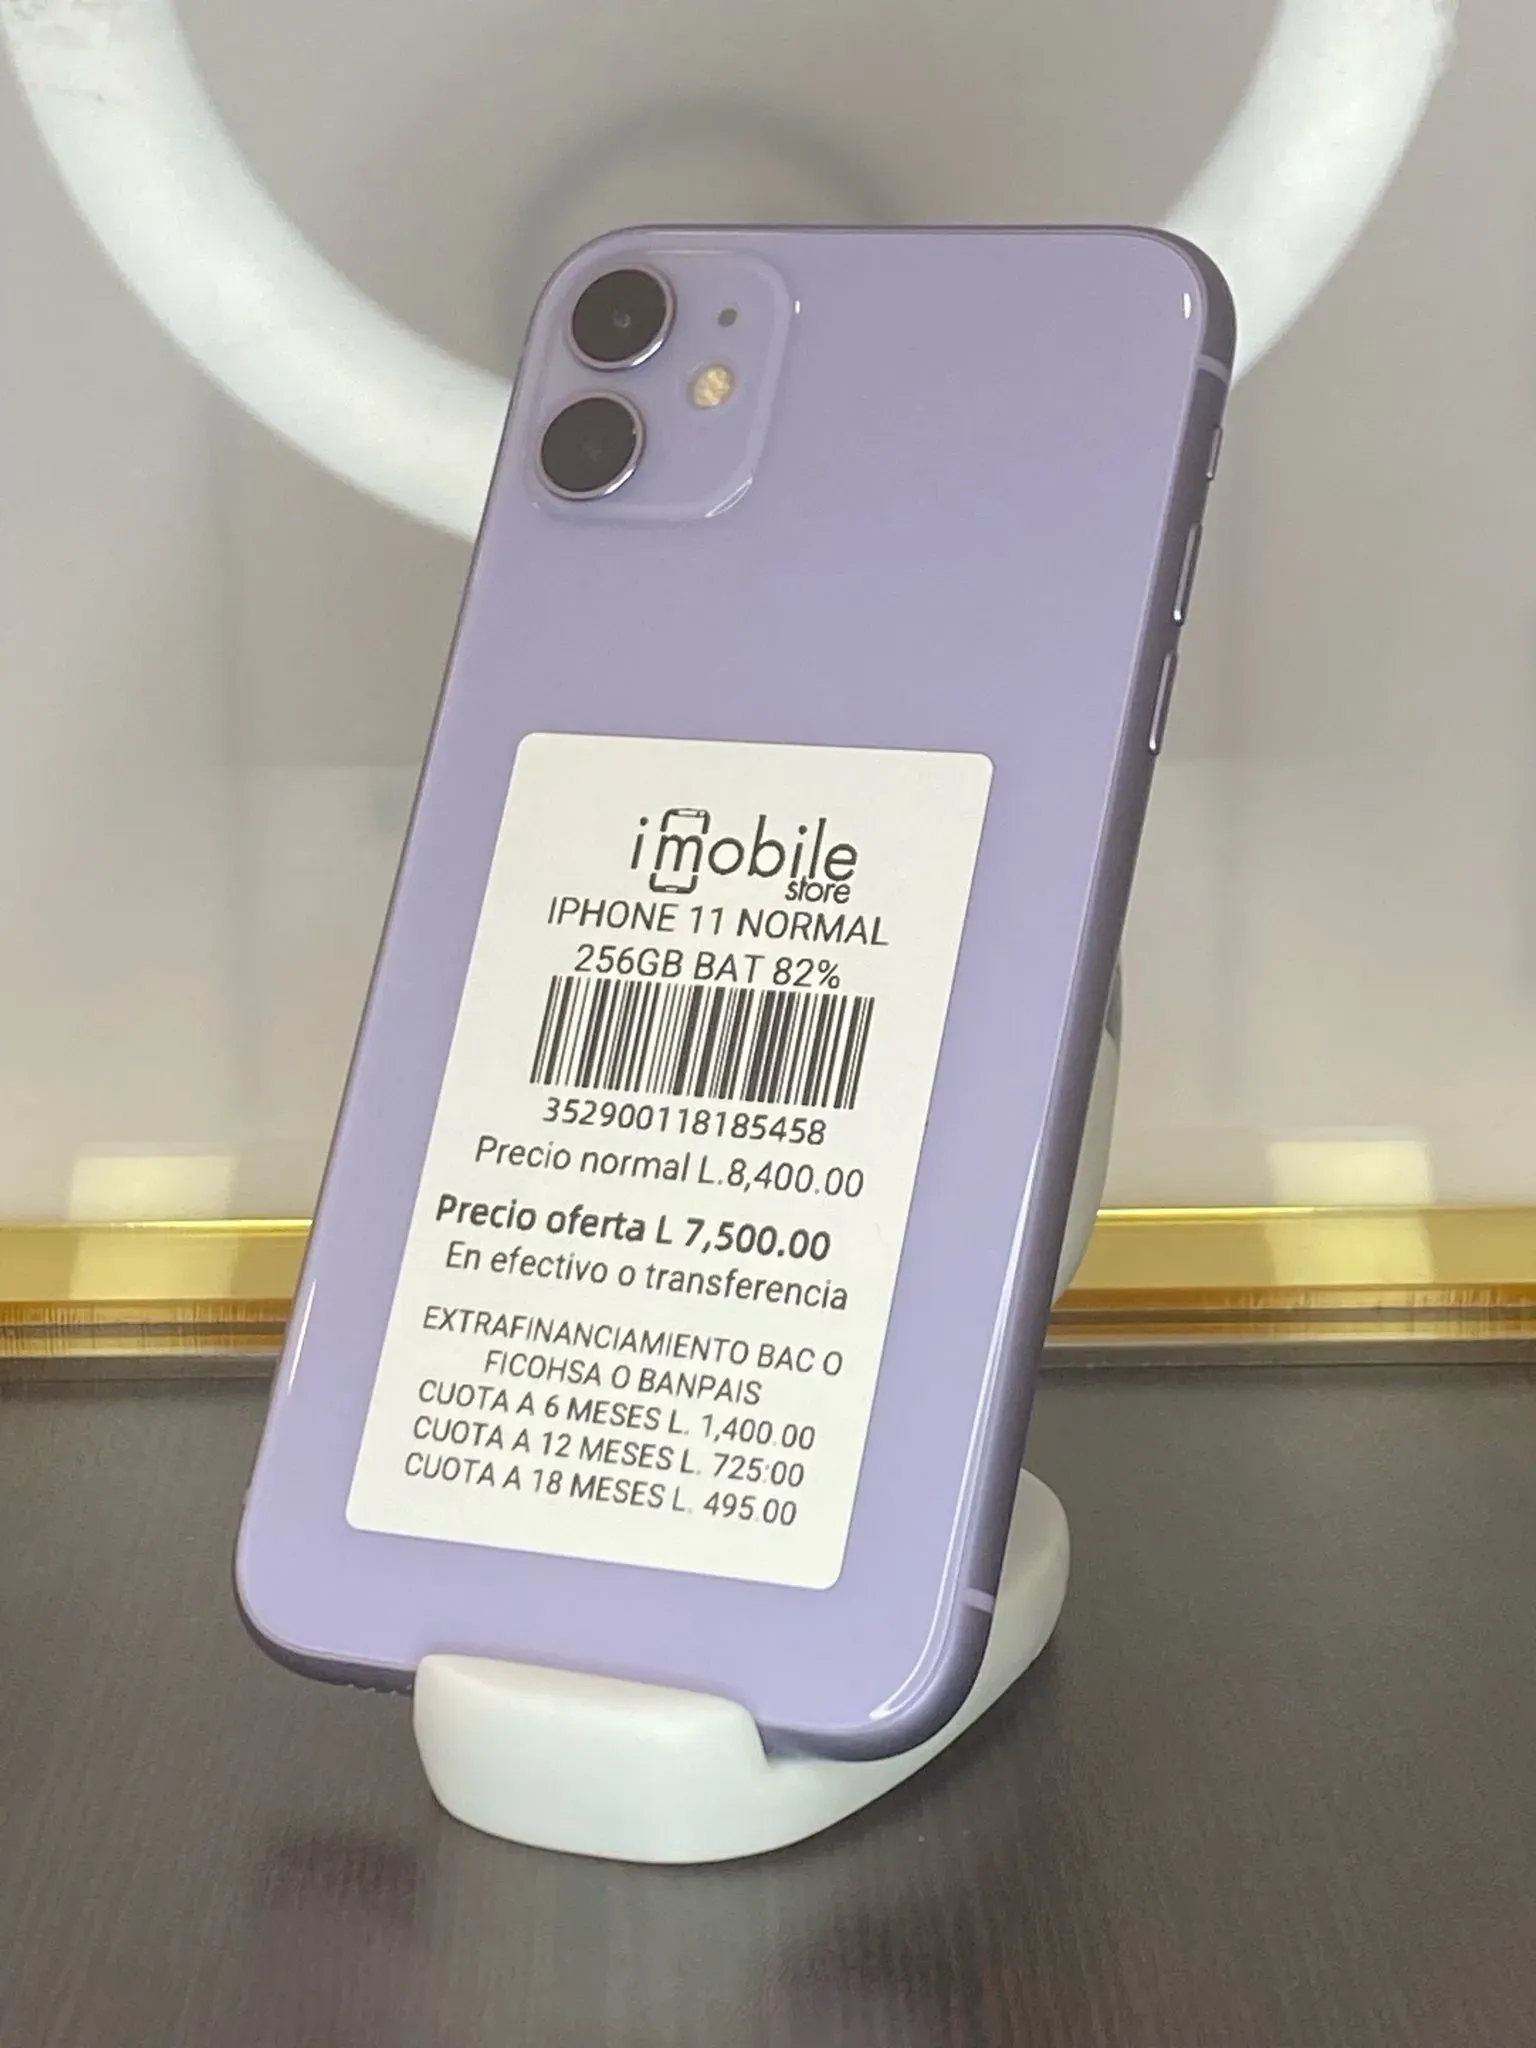 imobile
store
IPHONE 11 NORMAL
256GB BAT 82%
352900118185458
Precio normal L.8,400.00
Precio oferta L 7,500.00
En efectivo o transferencia
EXTRAFINANCIAMIENTO BAC O
FICOHSA O BANPAIS
CUOTA A 6 MESES L. 1,400.00
CUOTA A 12 MESES L. 725:00
CUOTA A 18 MESES L. 495.00